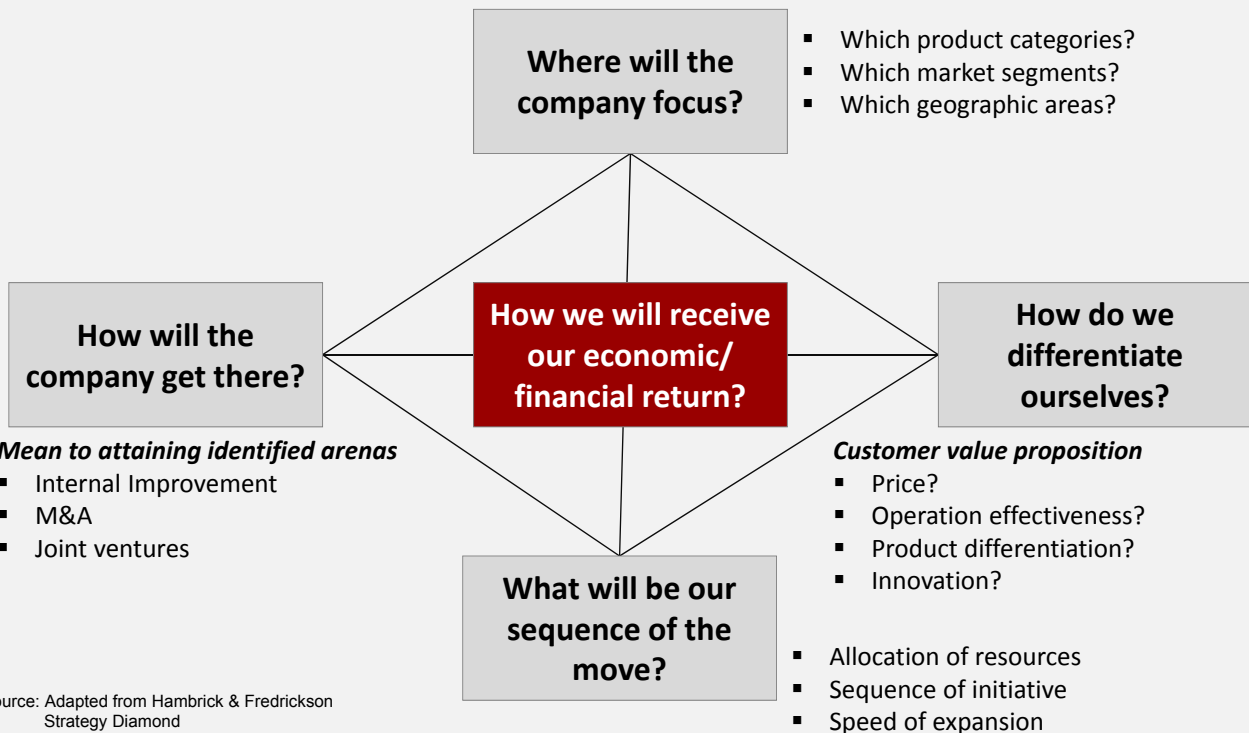 Where will the
company focus?
▪ Which product categories?
▪ Which market segments?
▪ Which geographic areas?
How will the
company get there?
How we will receive
our economic/
financial return?
How do we
differentiate
ourselves?
Mean to attaining identified arenas
▪ Internal Improvement
▪ M&A
▪ Joint ventures
Customer value proposition
▪ Price?
▪ Operation effectiveness?
▪ Product differentiation?
▪ Innovation?
What will be our
sequence of the
move?
▪ Allocation of resources
▪ Sequence of initiative
▪ Speed of expansion
ource: Adapted from Hambrick & Fredrickson
Strategy Diamond